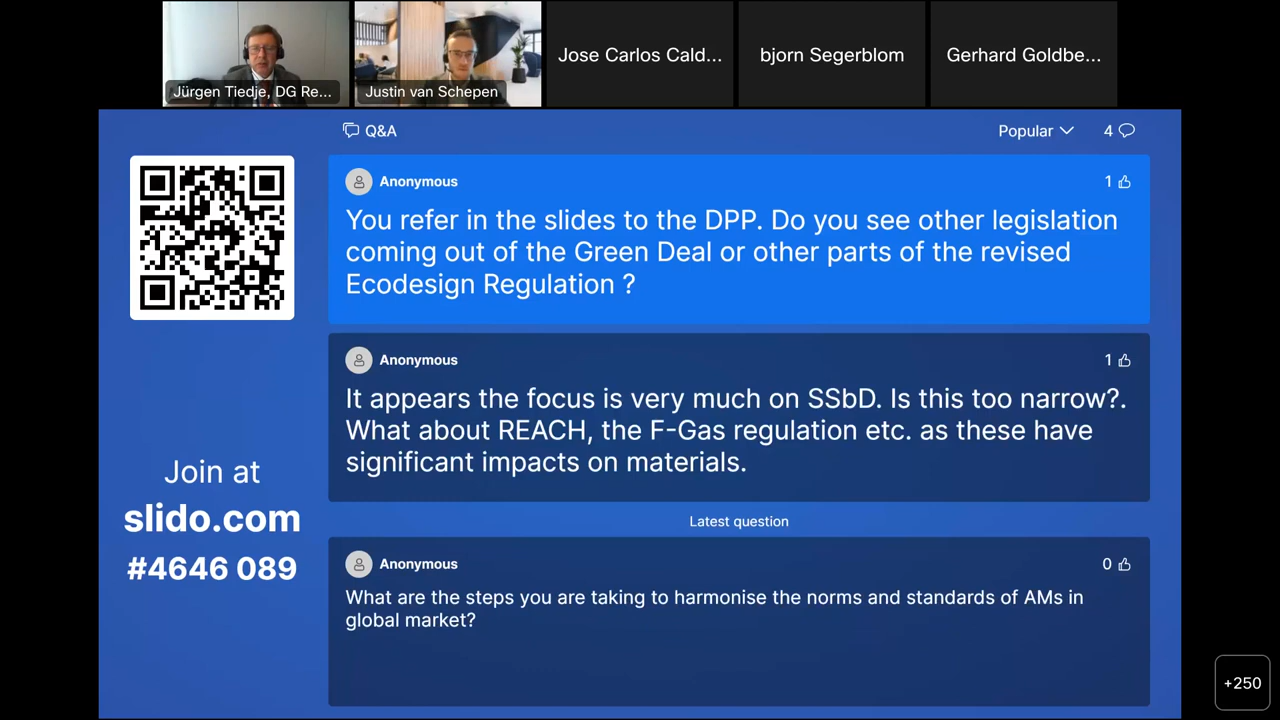 Jürgen Tiedje, DG Re...
Justin van Schepen
Jose Carlos Cald...
bjorn Segerblom
Gerhard Goldbe...
Q&A
Popular
4
Anonymous
1
You refer in the slides to the DPP. Do you see other legislation
coming out of the Green Deal or other parts of the revised
Ecodesign Regulation ?
Anonymous
1
It appears the focus is very much on SSbD. Is this too narrow?.
What about REACH, the F-Gas regulation etc. as these have
significant impacts on materials.
Join at
slido.com
#4646 089
Latest question
Anonymous
0
What are the steps you are taking to harmonise the norms and standards of AMs in
global market?
+250